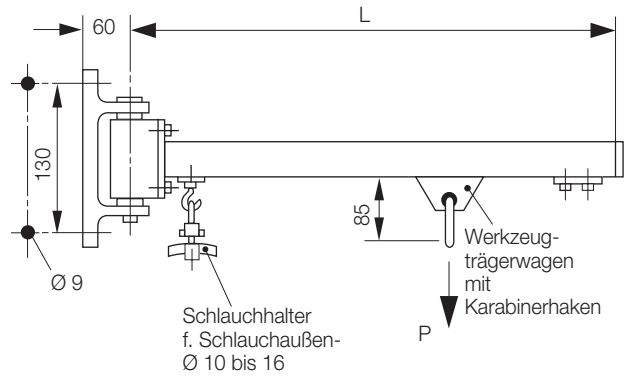 60
L
130
85
Ø 9
Werkzeug-
trägerwagen
mit
Karabinerhaken
Schlauchhalter
f. Schlauchaußen-
Ø 10 bis 16
P